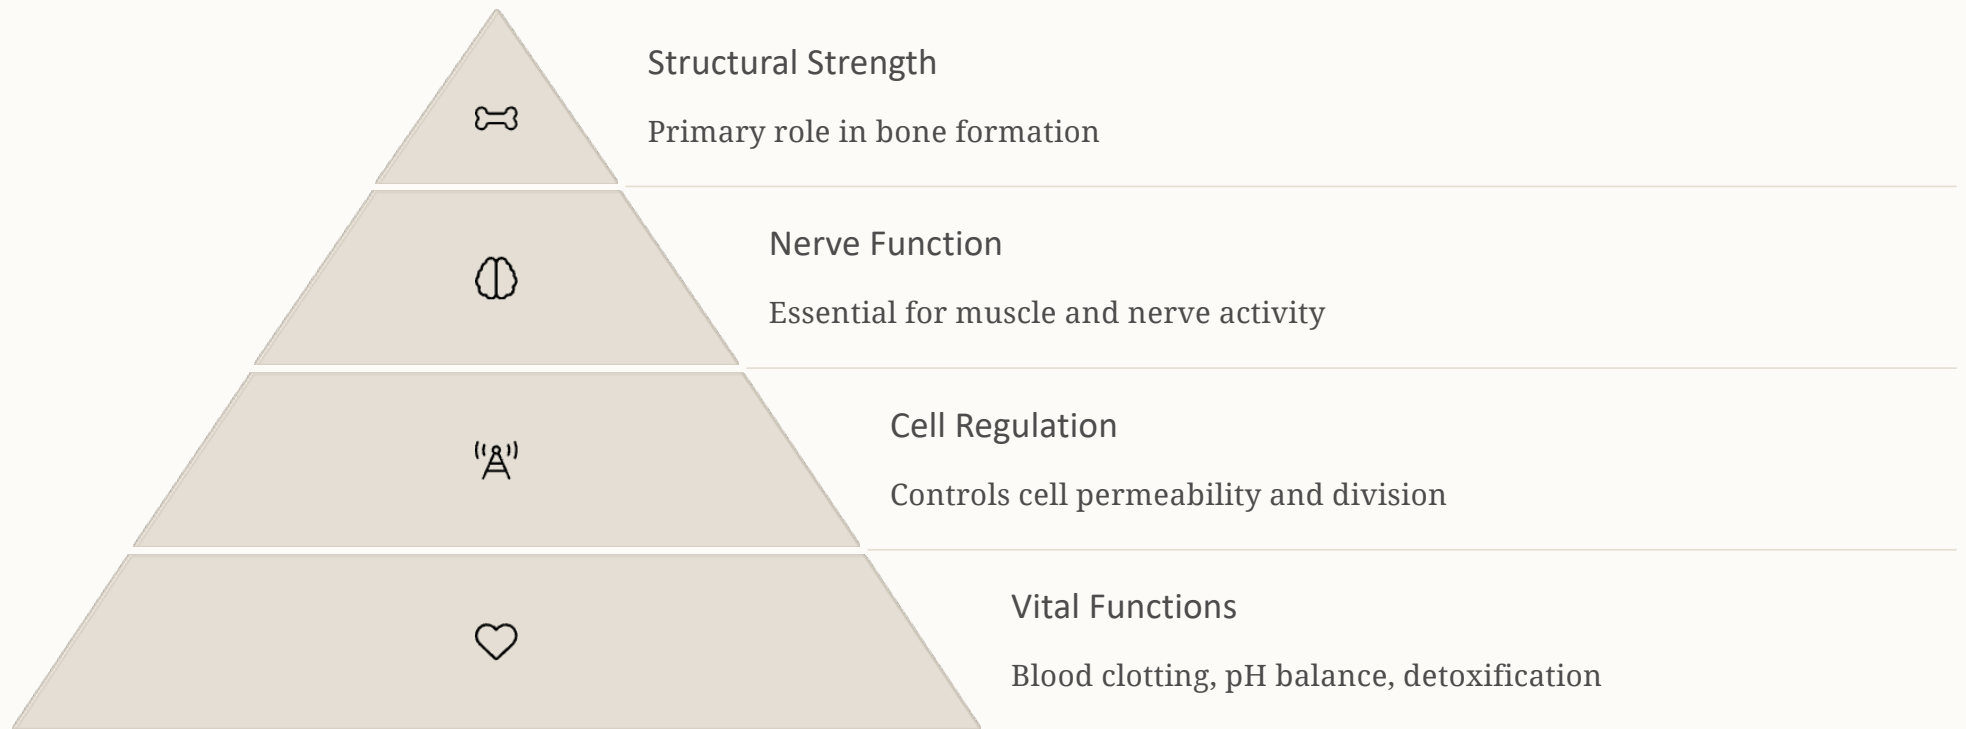 Structural Strength
Primary role in bone formation
Nerve Function
Essential for muscle and nerve activity
Cell Regulation
Controls cell permeability and division
Vital Functions
Blood clotting, pH balance, detoxification